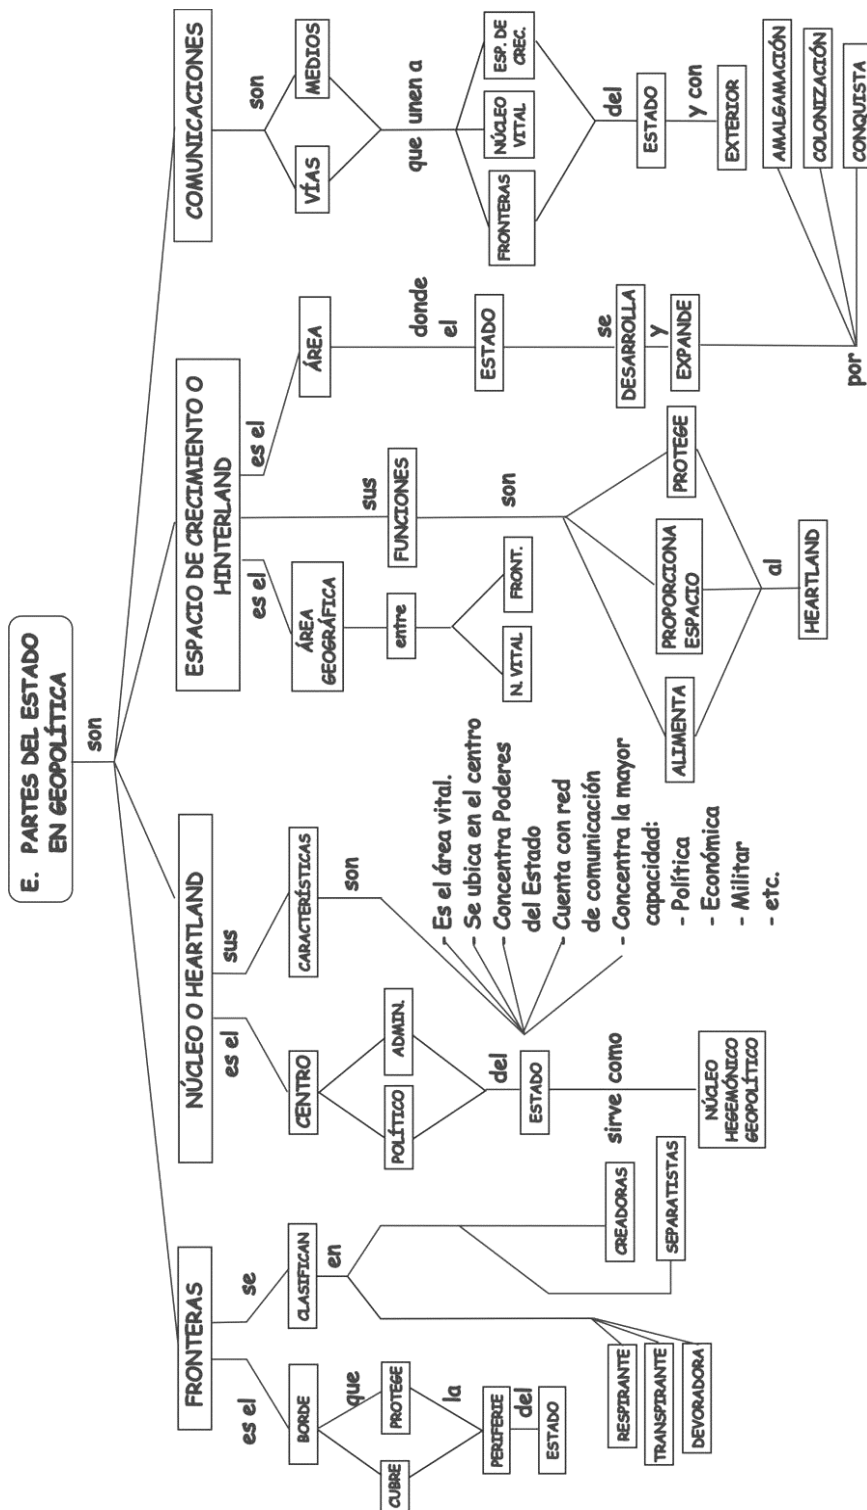 E. PARTES DEL ESTADO
EN GEOPOLÍTICA
son
FRONTERAS
es el
BORDE
que
CUBRE
PROTEGE
la
PERIFERIE
del
ESTADO
se
CLASIFICAN
en
RESPIRANTE
TRANSPIRANTE
DEVORADORA
CREADORAS
SEPARATISTAS
NÚCLEO O HEARTLAND
es el
CENTRO
POLÍTICO
ADMIN.
del
ESTADO
sirve como
NÚCLEO
HEGEMÓNICO
GEOPOLÍTICO
sus
CARACTERÍSTICAS
son
- Es el área vital.
- Se ubica en el centro
- Concentra Poderes
del Estado
- Cuenta con red
de comunicación
- Concentra la mayor
capacidad:
- Política
- Económica
- Militar
- etc.
ESPACIO DE CRECIMIENTO O
HINTERLAND
es el
ÁREA
GEOGRÁFICA
entre
N. VITAL
FRONT.
sus
FUNCIONES
son
ALIMENTA
PROPORCIONA
ESPACIO
PROTEGE
al
HEARTLAND
es el
ÁREA
donde
el
ESTADO
se
DESARROLLA
y
EXPANDE
por
AMALGAMACIÓN
COLONIZACIÓN
CONQUISTA
COMUNICACIONES
son
VÍAS
MEDIOS
que unen a
FRONTERAS
NÚCLEO
VITAL
ESP. DE
CREC.
del
ESTADO
y con
EXTERIOR